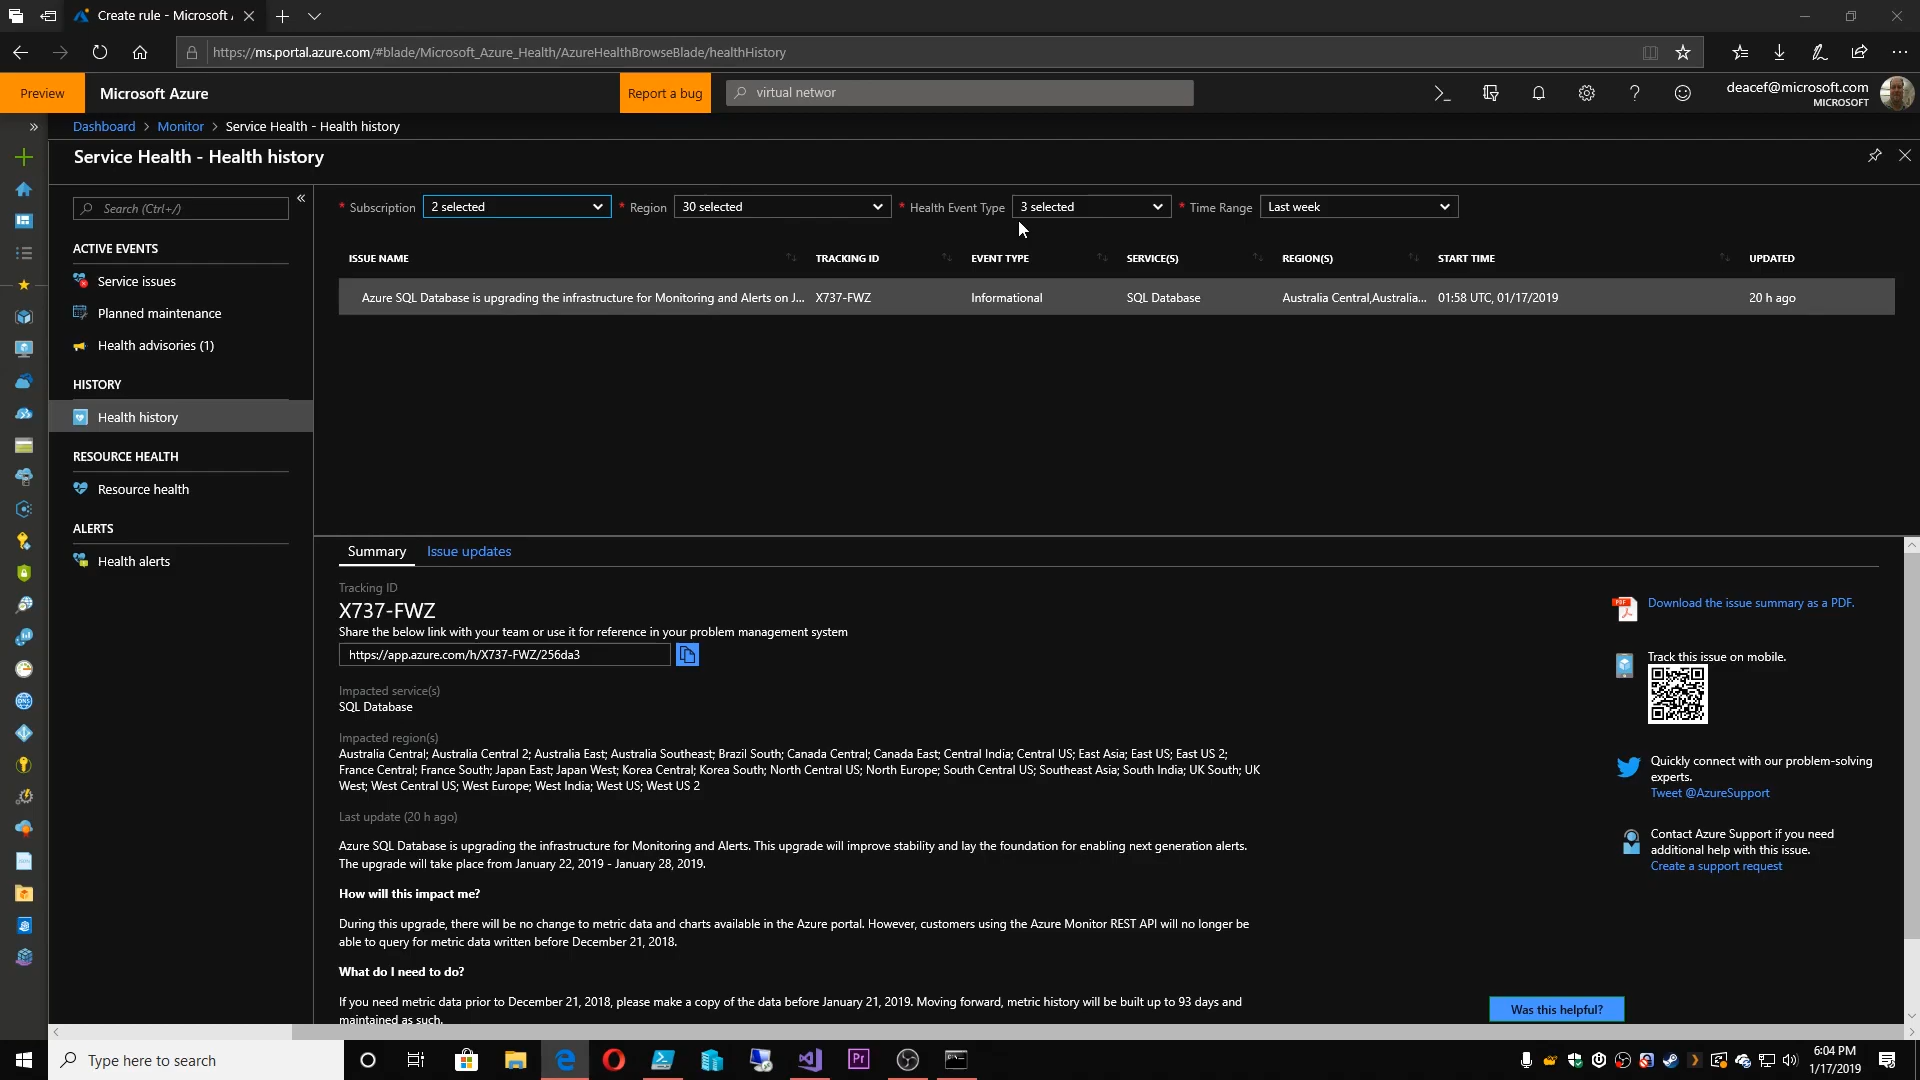 Create rule - Microsoft A
https://ms.portal.azure.com/#blade/Microsoft_Azure_Health/AzureHealthBrowseBlade/healthHistory
Preview
Microsoft Azure
Report a bug
virtual networ
deacef@microsoft.com
MICROSOFT
Dashboard > Monitor > Service Health - Health history
Service Health - Health history
Search (Ctrl+/)
ACTIVE EVENTS
Service issues
Planned maintenance
Health advisories (1)
HISTORY
Health history
RESOURCE HEALTH
Resource health
ALERTS
Health alerts
* Subscription 2 selected * Region 30 selected * Health Event Type 3 selected * Time Range Last week
ISSUE NAME TRACKING ID EVENT TYPE SERVICE(S) REGION(S) START TIME UPDATED
Azure SQL Database is upgrading the infrastructure for Monitoring and Alerts on J... X737-FWZ Informational SQL Database Australia Central,Australia... 01:58 UTC, 01/17/2019 20 h ago
Summary Issue updates
Tracking ID
X737-FWZ
Share the below link with your team or use it for reference in your problem management system
https://app.azure.com/h/X737-FWZ/256da3
Impacted service(s)
SQL Database
Impacted region(s)
Australia Central; Australia Central 2; Australia East; Australia Southeast; Brazil South; Canada Central; Canada East; Central India; Central US; East Asia; East US; East US 2;
France Central; France South; Japan East; Japan West; Korea Central; Korea South; North Central US; North Europe; South Central US; Southeast Asia; South India; UK South; UK
West; West Central US; West Europe; West India; West US; West US 2
Last update (20 h ago)
Azure SQL Database is upgrading the infrastructure for Monitoring and Alerts. This upgrade will improve stability and lay the foundation for enabling next generation alerts.
The upgrade will take place from January 22, 2019 - January 28, 2019.
How will this impact me?
During this upgrade, there will be no change to metric data and charts available in the Azure portal. However, customers using the Azure Monitor REST API will no longer be
able to query for metric data written before December 21, 2018.
What do I need to do?
If you need metric data prior to December 21, 2018, please make a copy of the data before January 21, 2019. Moving forward, metric history will be built up to 93 days and
maintained as such.
PDF
Download the issue summary as a PDF.
Track this issue on mobile.
Quickly connect with our problem-solving
experts.
Tweet @AzureSupport
Contact Azure Support if you need
additional help with this issue.
Create a support request
Was this helpful?
Type here to search
Pr
6:04 PM
1/17/2019